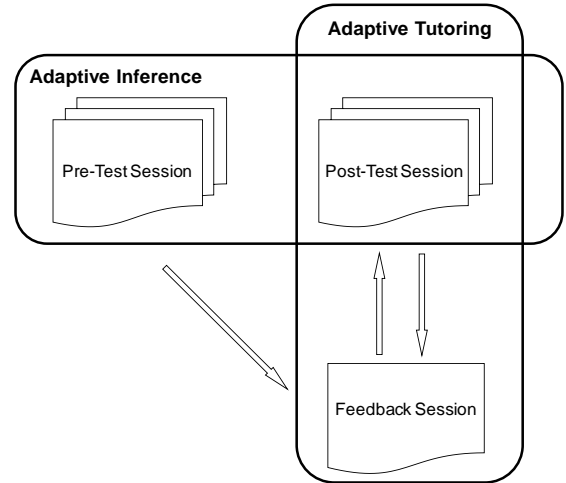 Adaptive Tutoring
Adaptive Inference
Pre-Test Session
Post-Test Session
Feedback Session